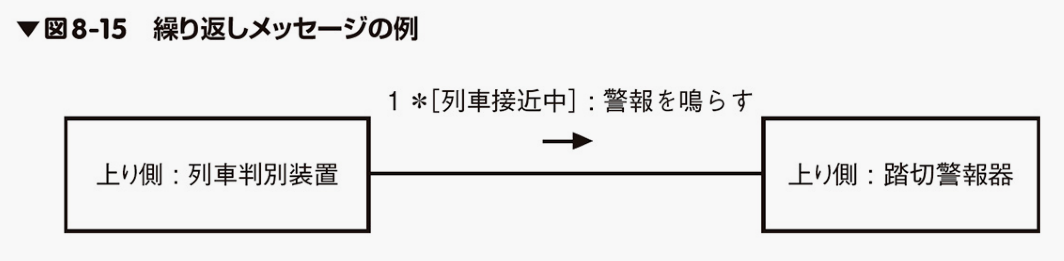 ▼図8-15 繰り返しメッセージの例
1 *[列車接近中]:警報を鳴らす
上り側:列車判別装置
上り側:踏切警報器